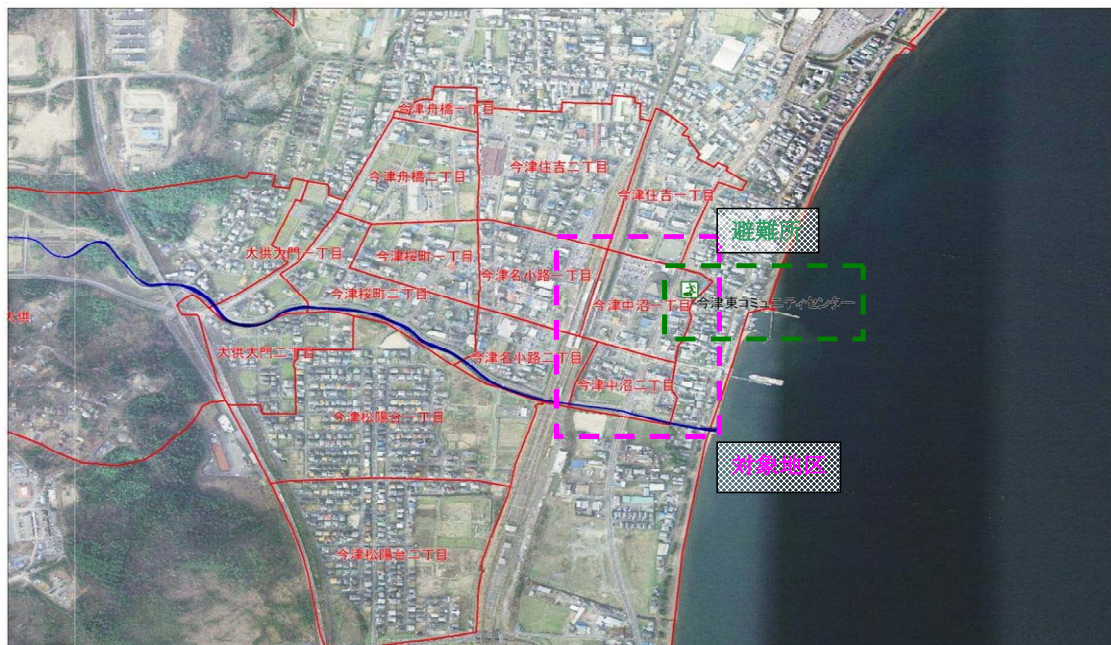 今津舟橋一丁目
今津住吉二丁目
今津舟橋二丁目
今津住吉一丁目
避難所
大供大門一丁目
今津桜町一丁目
今津名小路一丁目
今津桜町二丁目
今津中沼一丁目
今津東コミュニティセンター
大供
大供大門二丁目
今津名小路二丁目
今津中沼二丁目
今津松陽台一丁目
対象地区
今津松陽台二丁目